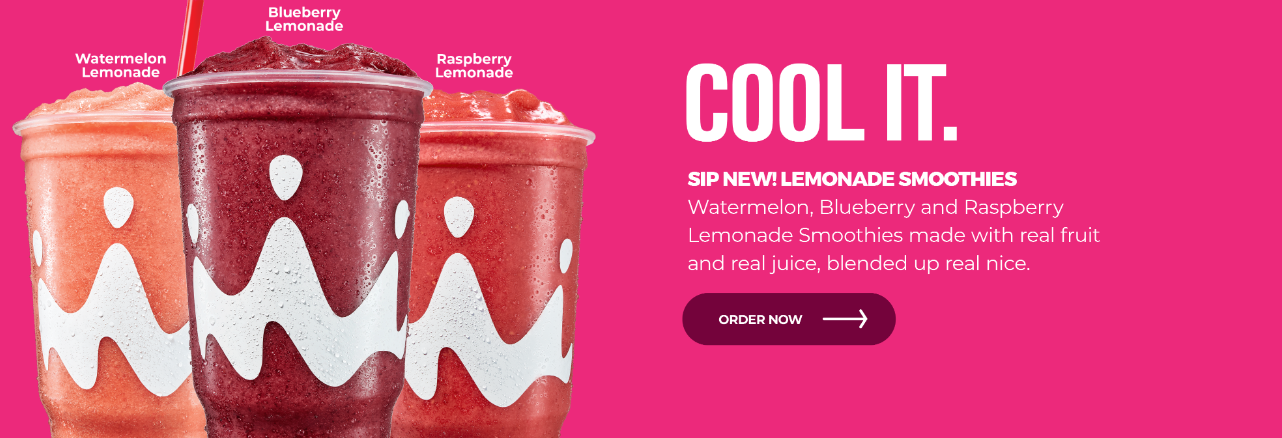 Blueberry
Lemonade
Watermelon
Lemonade
Raspberry
Lemonade
COOL IT.
SIP NEW! LEMONADE SMOOTHIES
Watermelon, Blueberry and Raspberry
Lemonade Smoothies made with real fruit
and real juice, blended up real nice.
ORDER NOW